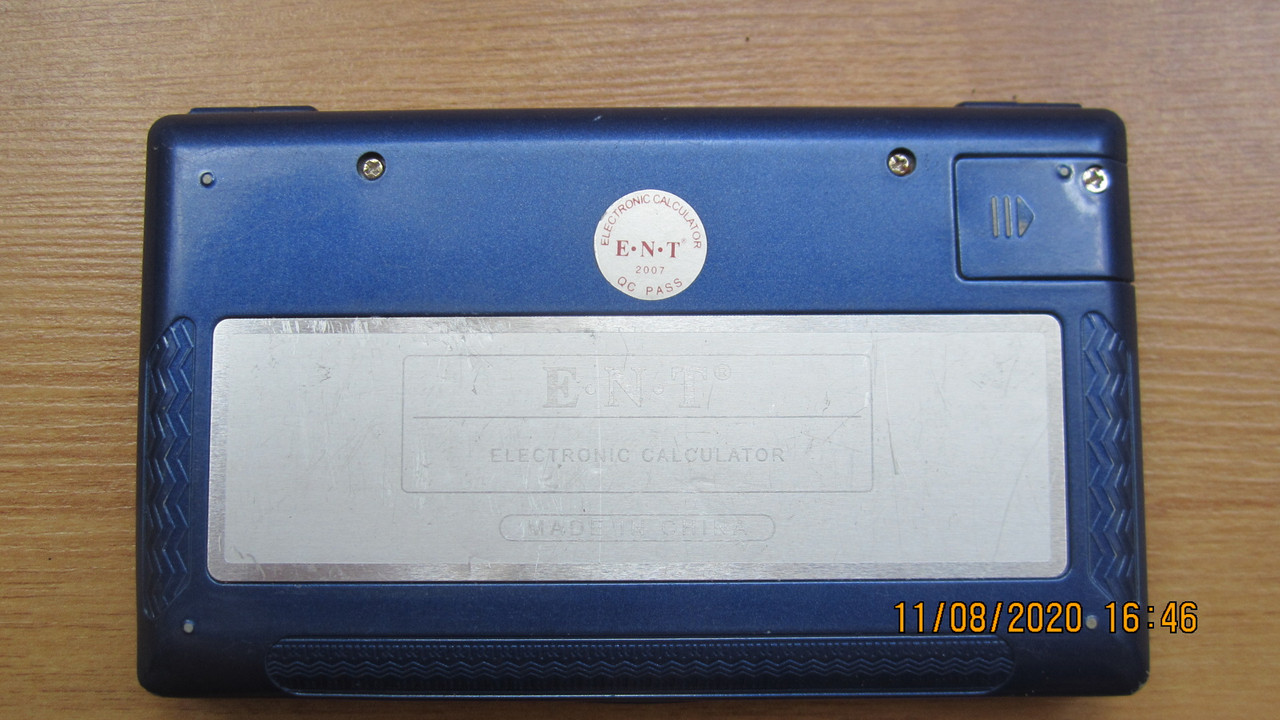 ELECTRONIC CALCULATOR
E·N·T®
2007
QC PASS
E·N·T®
ELECTRONIC CALCULATOR
MADE IN CHINA
11/08/2020 16:46